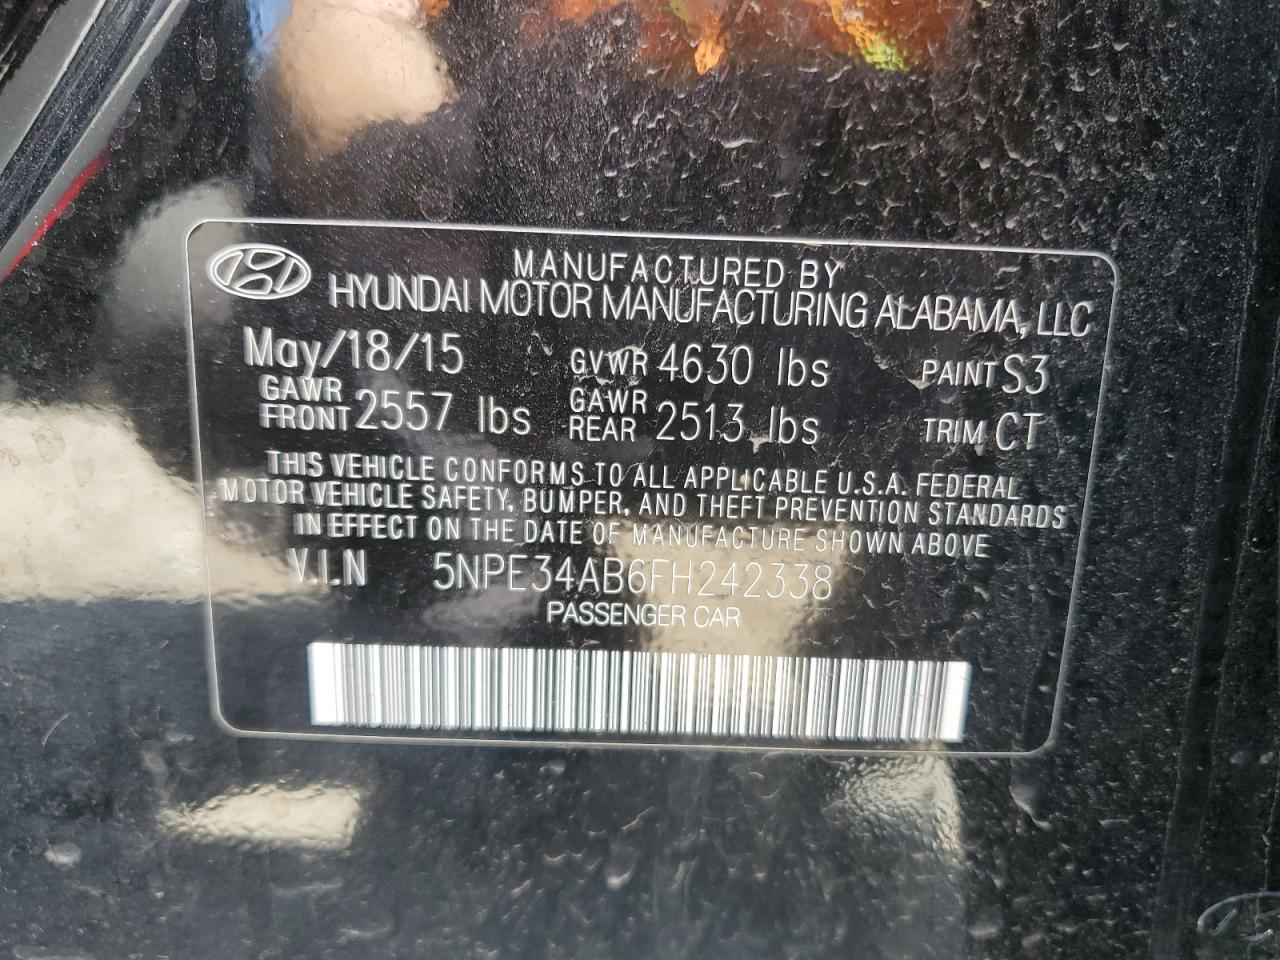 MANUFACTURED BY
HYUNDAI MOTOR MANUFACTURING ALABAMA, LLC
May/18/15 GVWR 4630 lbs PAINT S3
GAWR FRONT 2557 lbs GAWR REAR 2513 lbs TRIM CT
THIS VEHICLE CONFORMS TO ALL APPLICABLE U.S.A. FEDERAL
MOTOR VEHICLE SAFETY, BUMPER, AND THEFT PREVENTION STANDARDS
IN EFFECT ON THE DATE OF MANUFACTURE SHOWN ABOVE
V.I.N 5NPE34AB6FH242338
PASSENGER CAR